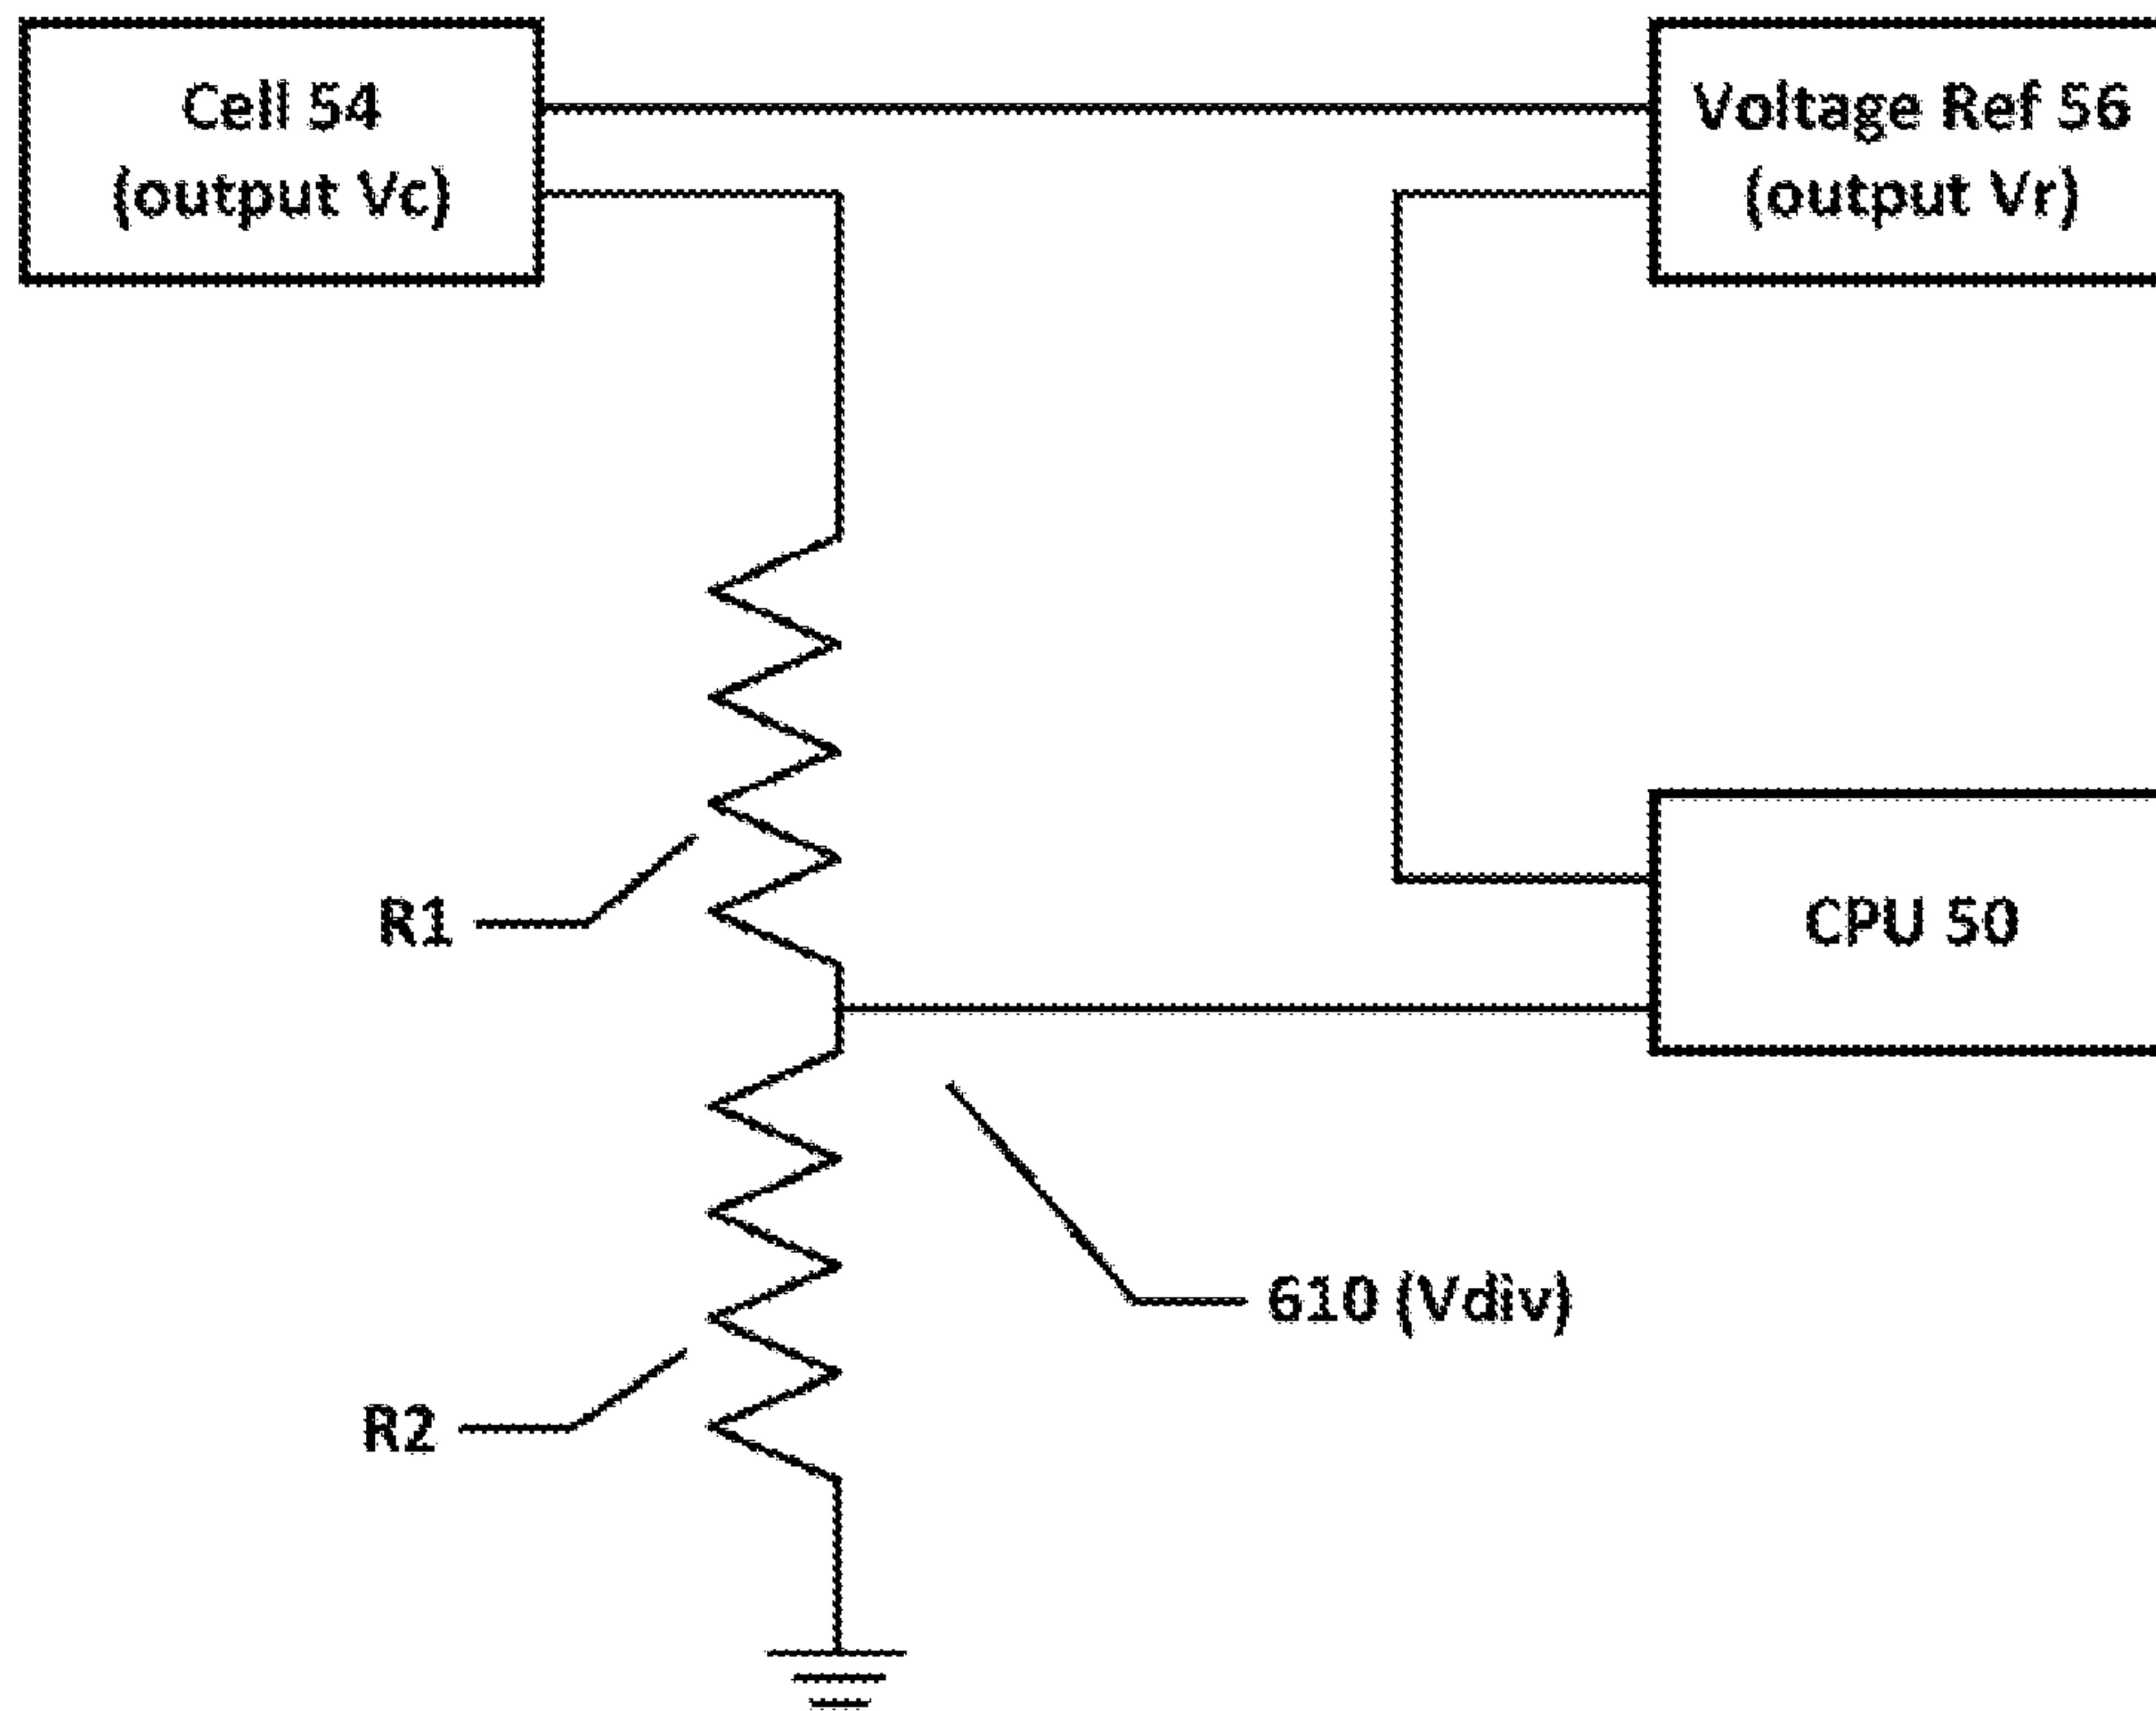 Cell 54
(output Vc)
Voltage Ref 56
(output Vr)
R1
CPU 50
610 (Vdiv)
R2